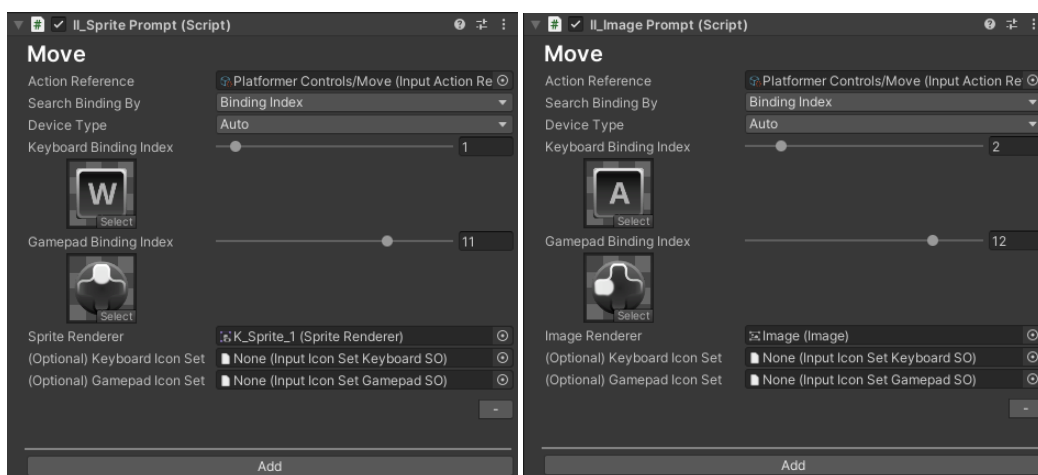 II_Sprite Prompt (Script)
Move
Action Reference Platformer Controls/Move (Input Action Re
Search Binding By Binding Index
Device Type Auto
Keyboard Binding Index 1
W
Select
Gamepad Binding Index 11
Select
Sprite Renderer K_Sprite_1 (Sprite Renderer)
(Optional) Keyboard Icon Set None (Input Icon Set Keyboard SO)
(Optional) Gamepad Icon Set None (Input Icon Set Gamepad SO)
-
Add
II_Image Prompt (Script)
Move
Action Reference Platformer Controls/Move (Input Action Re
Search Binding By Binding Index
Device Type Auto
Keyboard Binding Index 2
A
Select
Gamepad Binding Index 12
Select
Image Renderer Image (Image)
(Optional) Keyboard Icon Set None (Input Icon Set Keyboard SO)
(Optional) Gamepad Icon Set None (Input Icon Set Gamepad SO)
-
Add